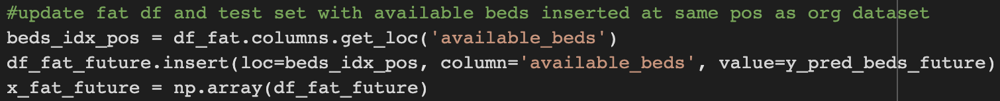 #update fat df and test set with available beds inserted at same pos as org dataset
beds_idx_pos = df_fat.columns.get_loc('available_beds')
df_fat_future.insert(loc=beds_idx_pos, column='available_beds', value=y_pred_beds_future)
x_fat_future = np.array(df_fat_future)